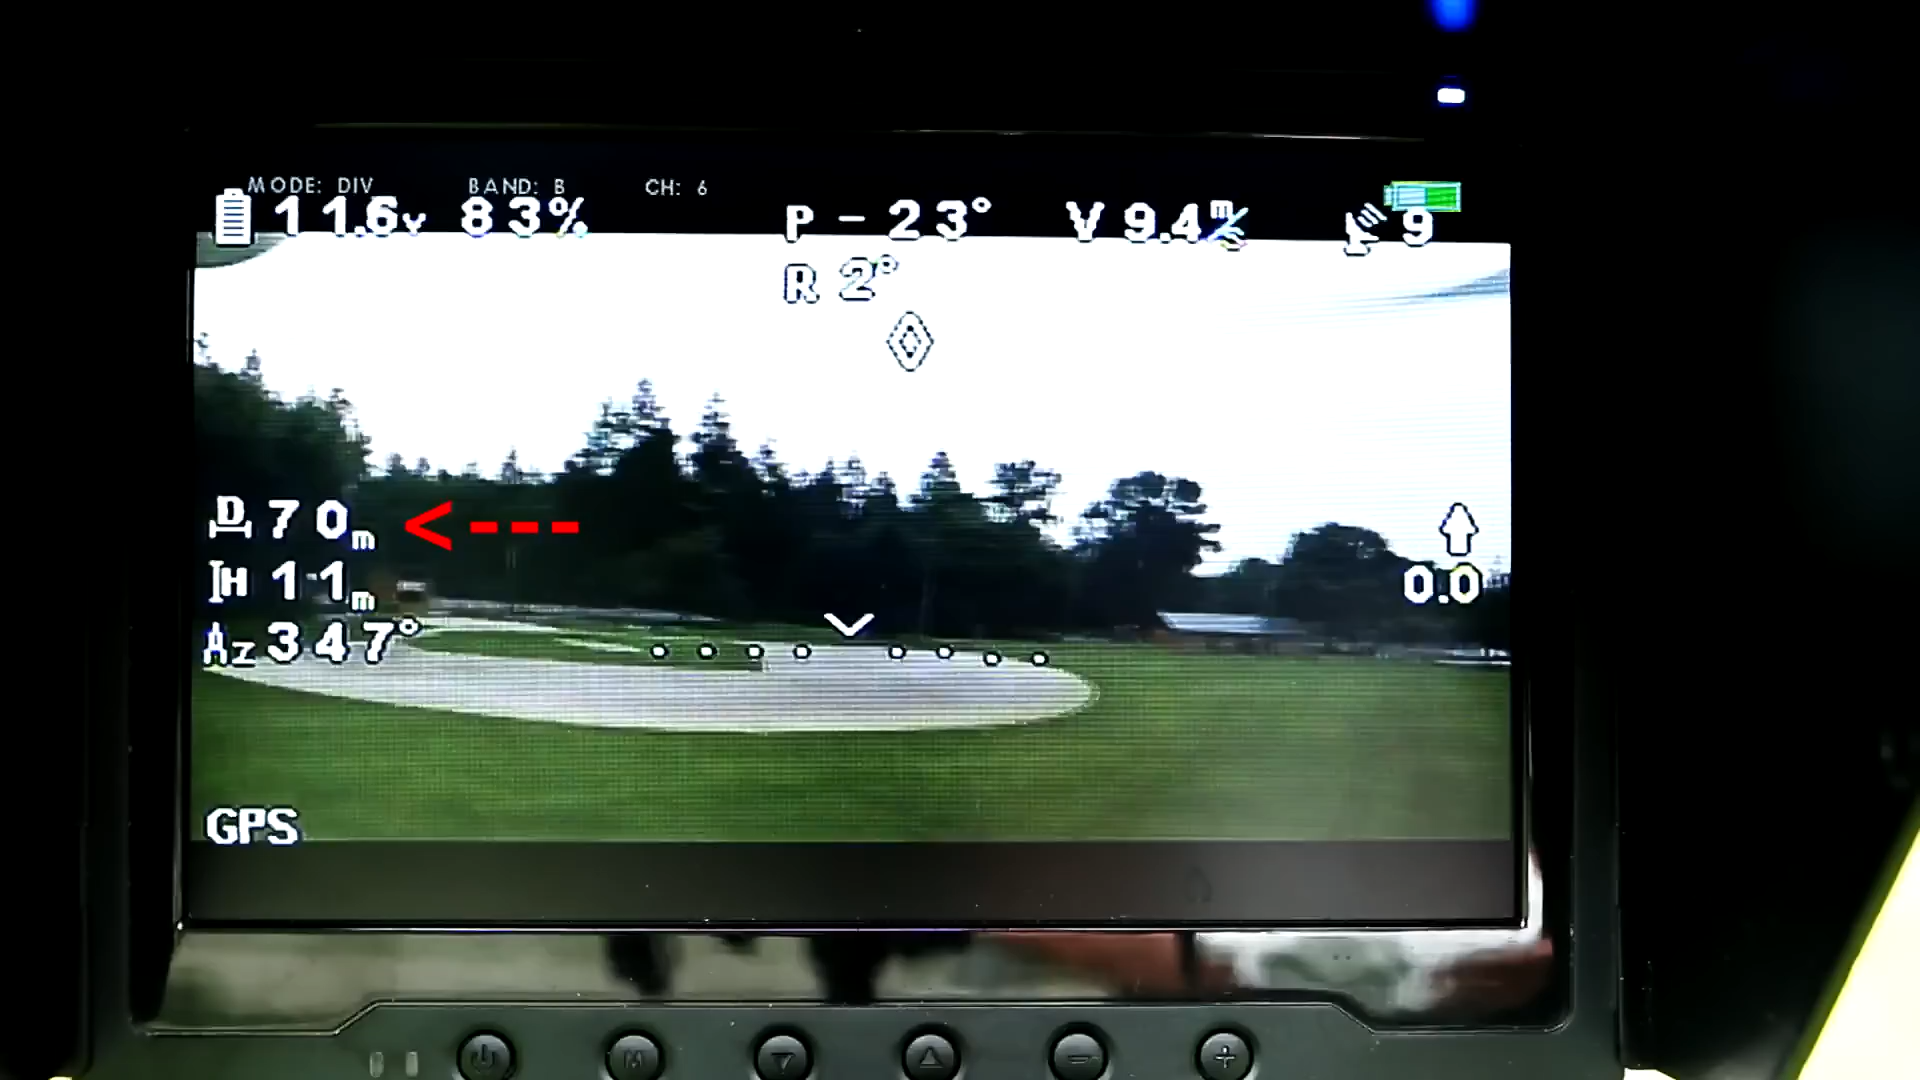 MODE: DIV BAND: B CH: 6
11.6V 83% P -23° V 9.4m/s 9
R 2°
D 70m <---
H 11m
0.0
Az 347°
GPS
M
- +